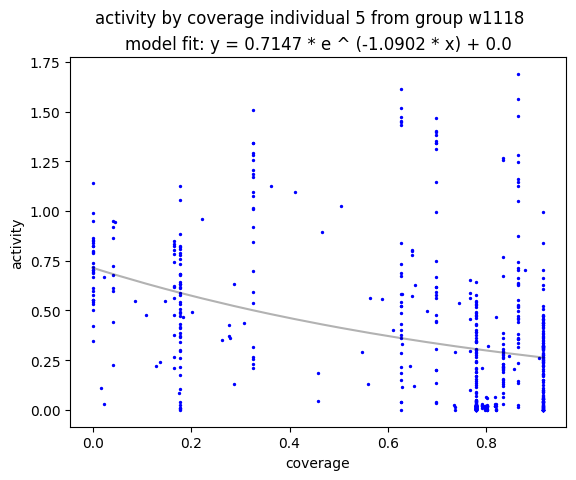 activity by coverage individual 5 from group w1118
model fit: y = 0.7147 * e ^ (-1.0902 * x) + 0.0
1.75
1.50
1.25
1.00
0.75
0.50
0.25
0.00
activity
0.0 0.2 0.4 0.6 0.8
coverage